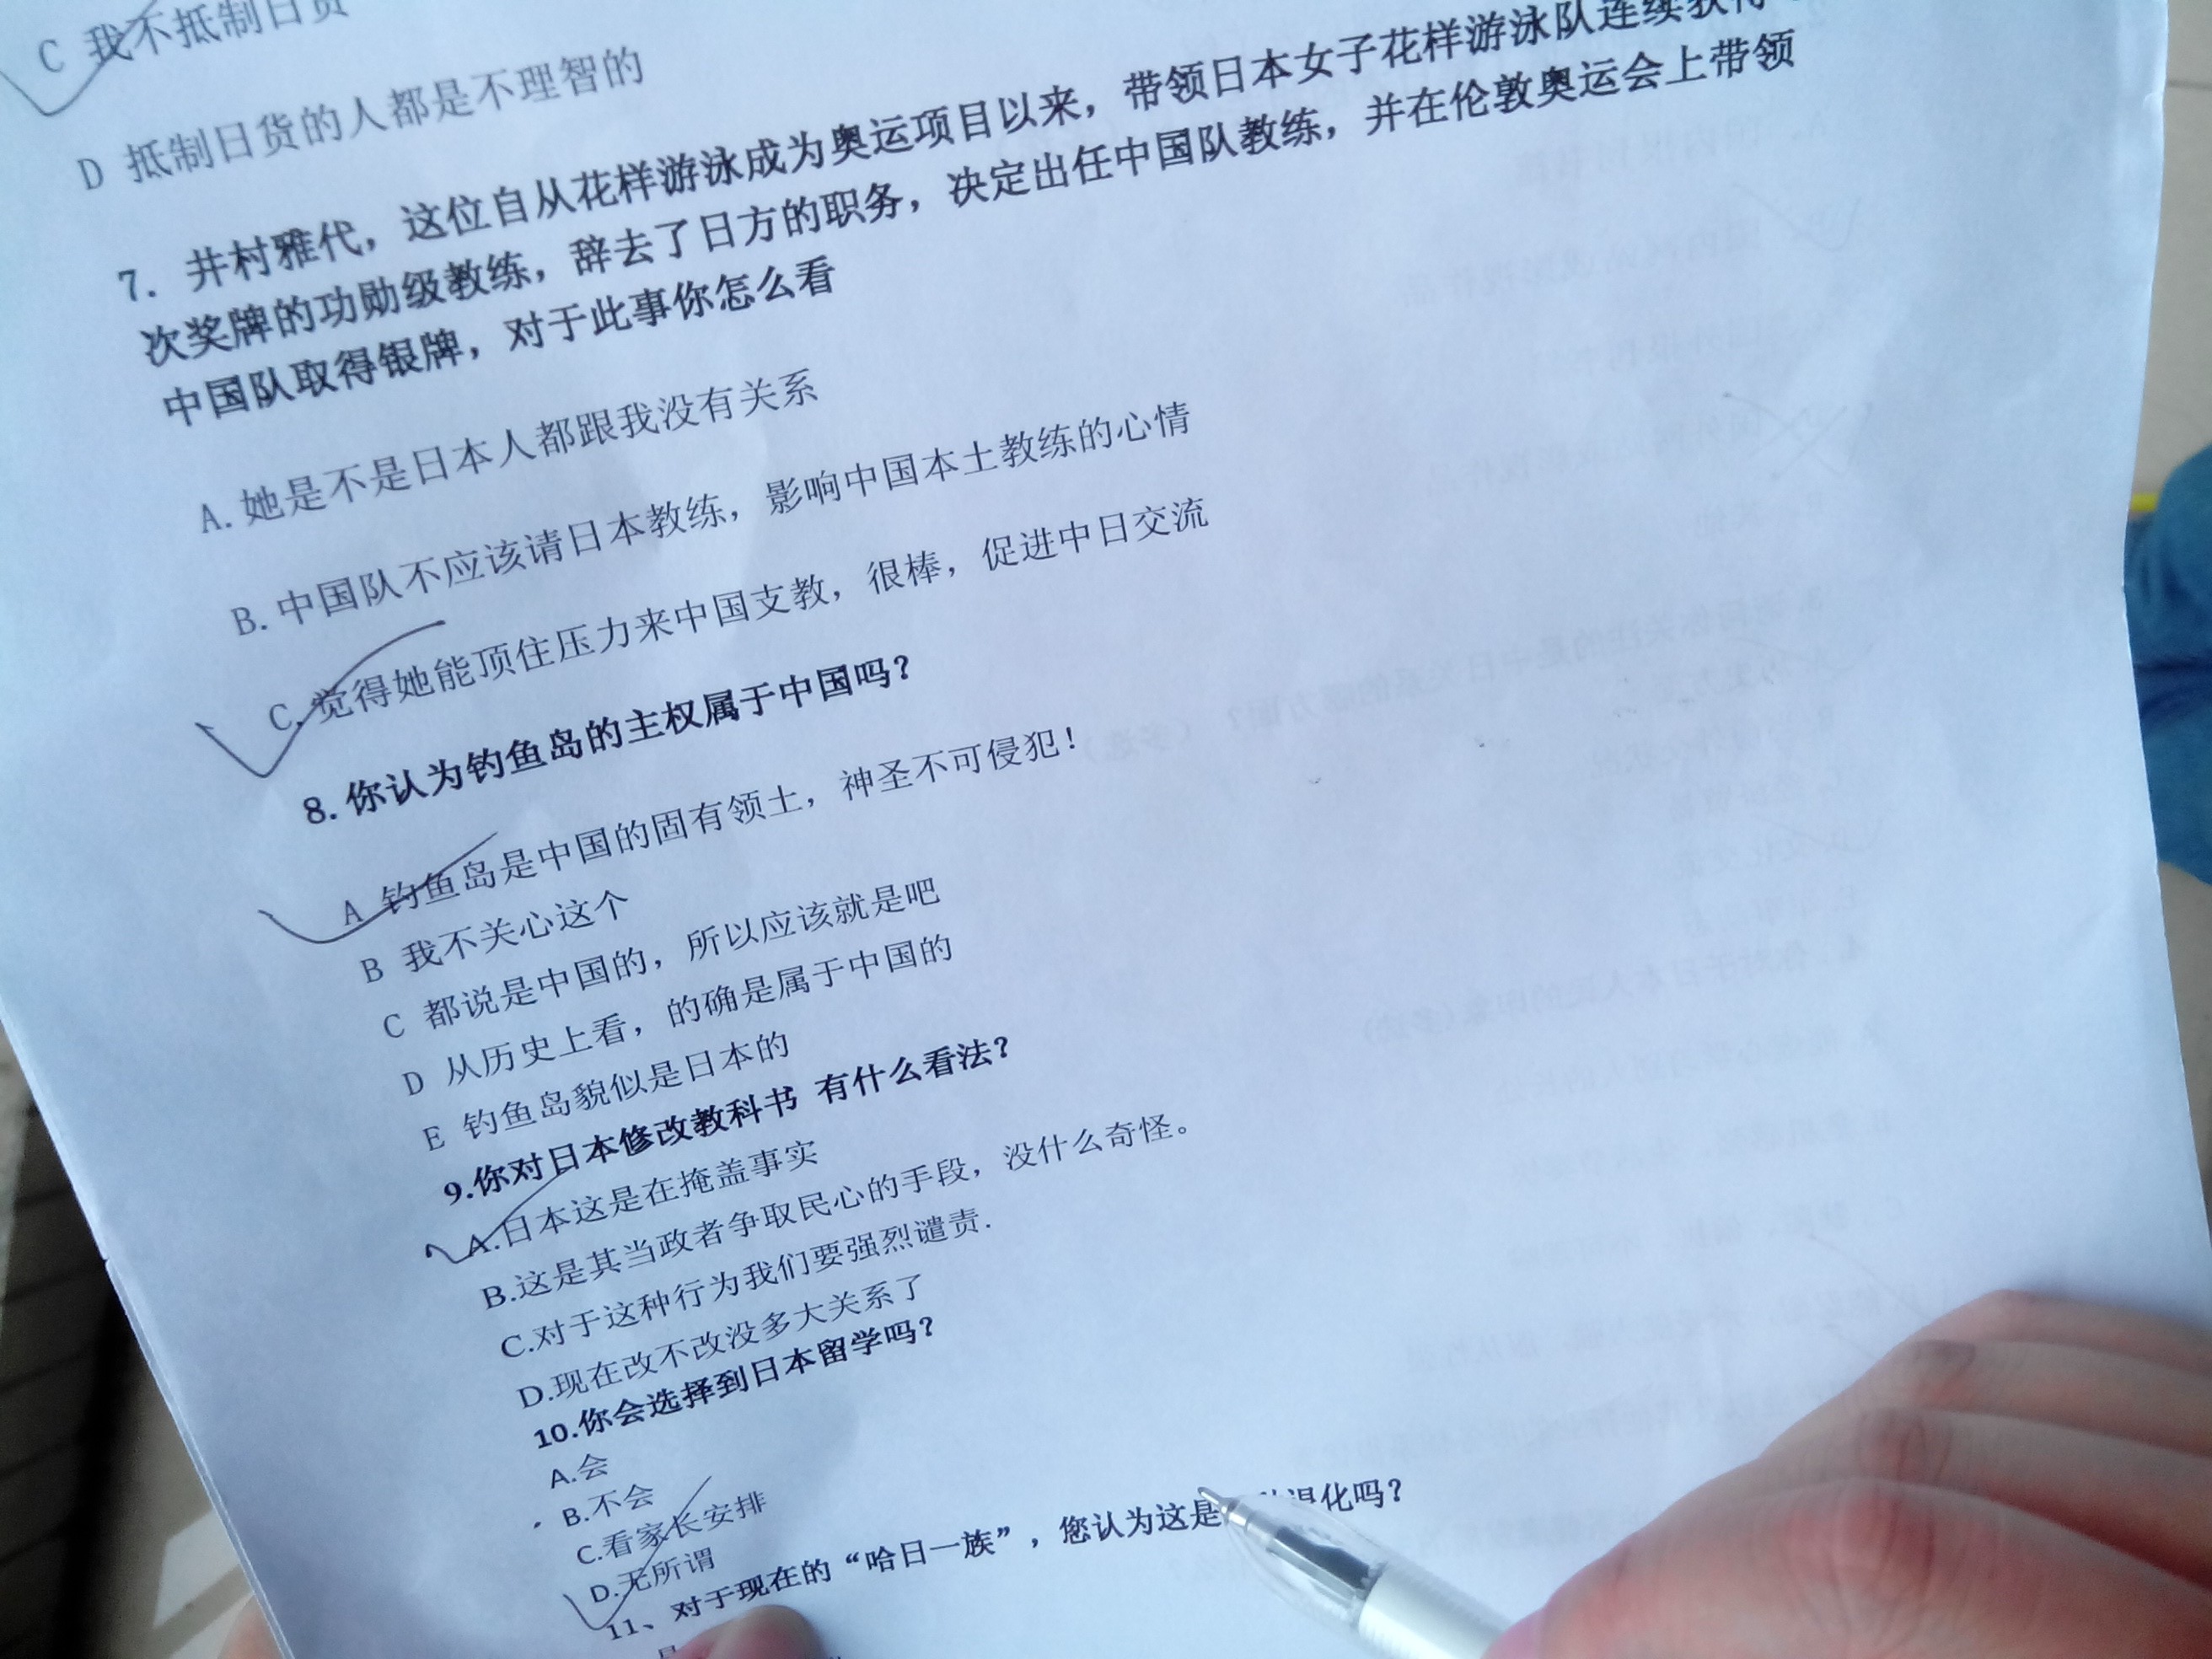 C 我不抵制日货
D 抵制日货的人都是不理智的
7. 井村雅代，这位自从花样游泳成为奥运项目以来，带领日本女子花样游泳队连续获得
次奖牌的功勋级教练，辞去了日方的职务，决定出任中国队教练，并在伦敦奥运会上带领
中国队取得银牌，对于此事你怎么看
A.她是不是日本人都跟我没有关系
B.中国队不应该请日本教练，影响中国本土教练的心情
C.觉得她能顶住压力来中国支教，很棒，促进中日交流
8.你认为钓鱼岛的主权属于中国吗？
A 钓鱼岛是中国的固有领土，神圣不可侵犯！
B 我不关心这个
C 都说是中国的，所以应该就是吧
D 从历史上看，的确是属于中国的
E 钓鱼岛貌似是日本的
9.你对日本修改教科书 有什么看法？
A.日本这是在掩盖事实
B.这是其当政者争取民心的手段，没什么奇怪。
C.对于这种行为我们要强烈谴责.
D.现在改不改没多大关系了
10.你会选择到日本留学吗？
A.会
B.不会
C.看家长安排
D.无所谓
11、对于现在的“哈日一族”，您认为这是 退化吗？